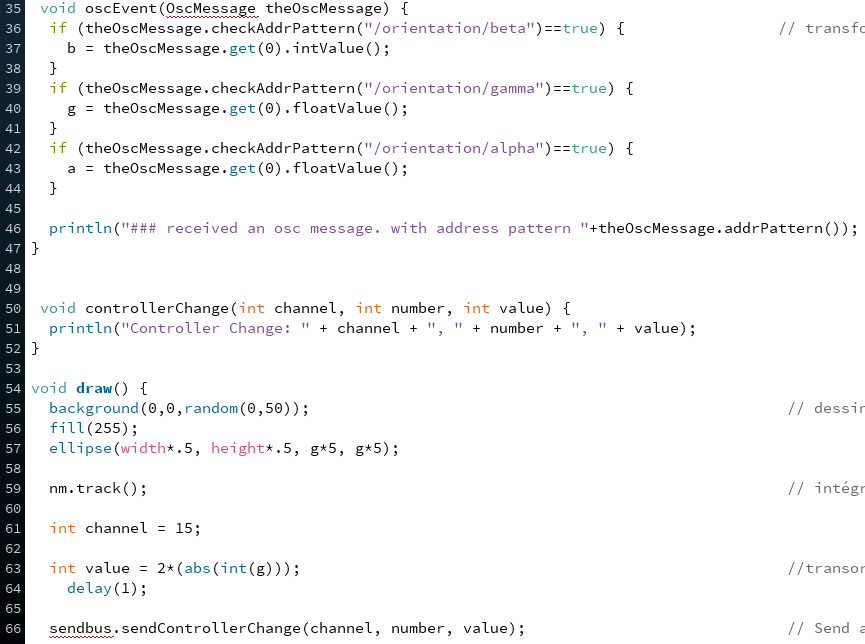 35 void oscEvent(OscMessage theOscMessage) {
36 if (theOscMessage.checkAddrPattern("/orientation/beta")==true) { // transfo
37 b = theOscMessage.get(0).intValue();
38 }
39 if (theOscMessage.checkAddrPattern("/orientation/gamma")==true) {
40 g = theOscMessage.get(0).floatValue();
41 }
42 if (theOscMessage.checkAddrPattern("/orientation/alpha")==true) {
43 a = theOscMessage.get(0).floatValue();
44 }
45
46 println("### received an osc message. with address pattern "+theOscMessage.addrPattern());
47 }
48
49
50 void controllerChange(int channel, int number, int value) {
51 println("Controller Change: " + channel + ", " + number + ", " + value);
52 }
53
54 void draw() {
55 background(0,0,random(0,50)); // dessin
56 fill(255);
57 ellipse(width*.5, height*.5, g*5, g*5);
58
59 nm.track(); // intégr
60
61 int channel = 15;
62
63 int value = 2*(abs(int(g))); //transor
64 delay(1);
65
66 sendbus.sendControllerChange(channel, number, value); // Send a